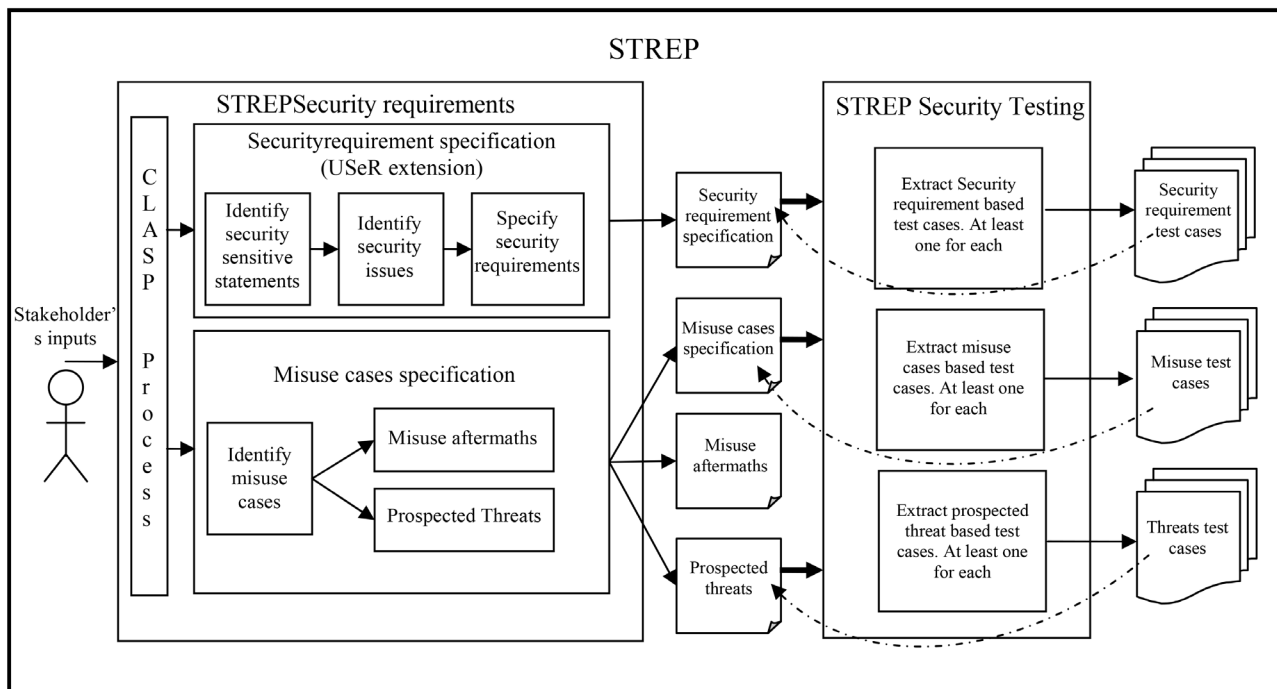 STREP
STREPSecurity requirements
STREP Security Testing
Stakeholder'
s inputs
C
L
A
S
P
P
r
o
c
e
s
s
Securityrequirement specification
(USeR extension)
Identify
security
sensitive
statements
Identify
security
issues
Specify
security
requirements
Misuse cases specification
Identify
misuse
cases
Misuse aftermaths
Prospected Threats
Security
requirement
specification
Misuse cases
specification
Misuse
aftermaths
Prospected
threats
Extract Security
requirement based
test cases. At least
one for each
Extract misuse
cases based test
cases. At least one
for each
Extract prospected
threat based test
cases. At least one
for each
Security
requirement
test cases
Misuse test
cases
Threats test
cases